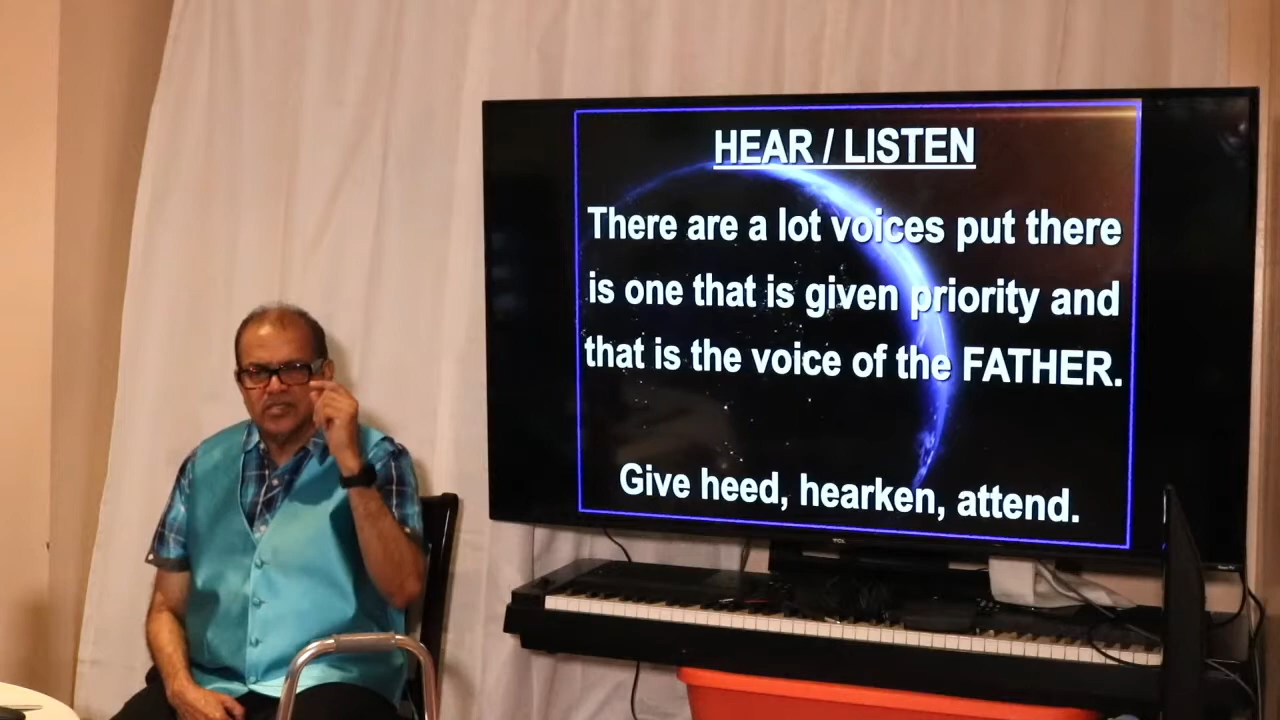 HEAR / LISTEN
There are a lot voices put there
is one that is given priority and
that is the voice of the FATHER.
Give heed, hearken, attend.
TCL